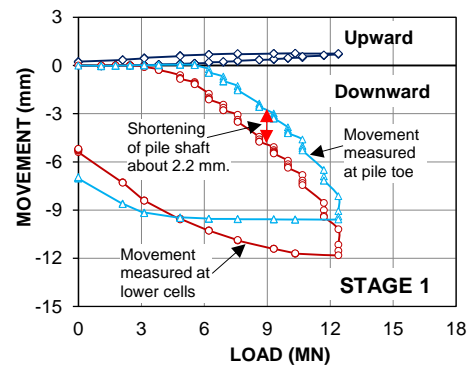 3
Upward
0
Downward
-3
Shortening
of pile shaft
about 2.2 mm.
Movement
measured
at pile toe
-6
-9
Movement
measured at
lower cells
-12
STAGE 1
-15
0 3 6 9 12 15 18
LOAD (MN)
MOVEMENT (mm)